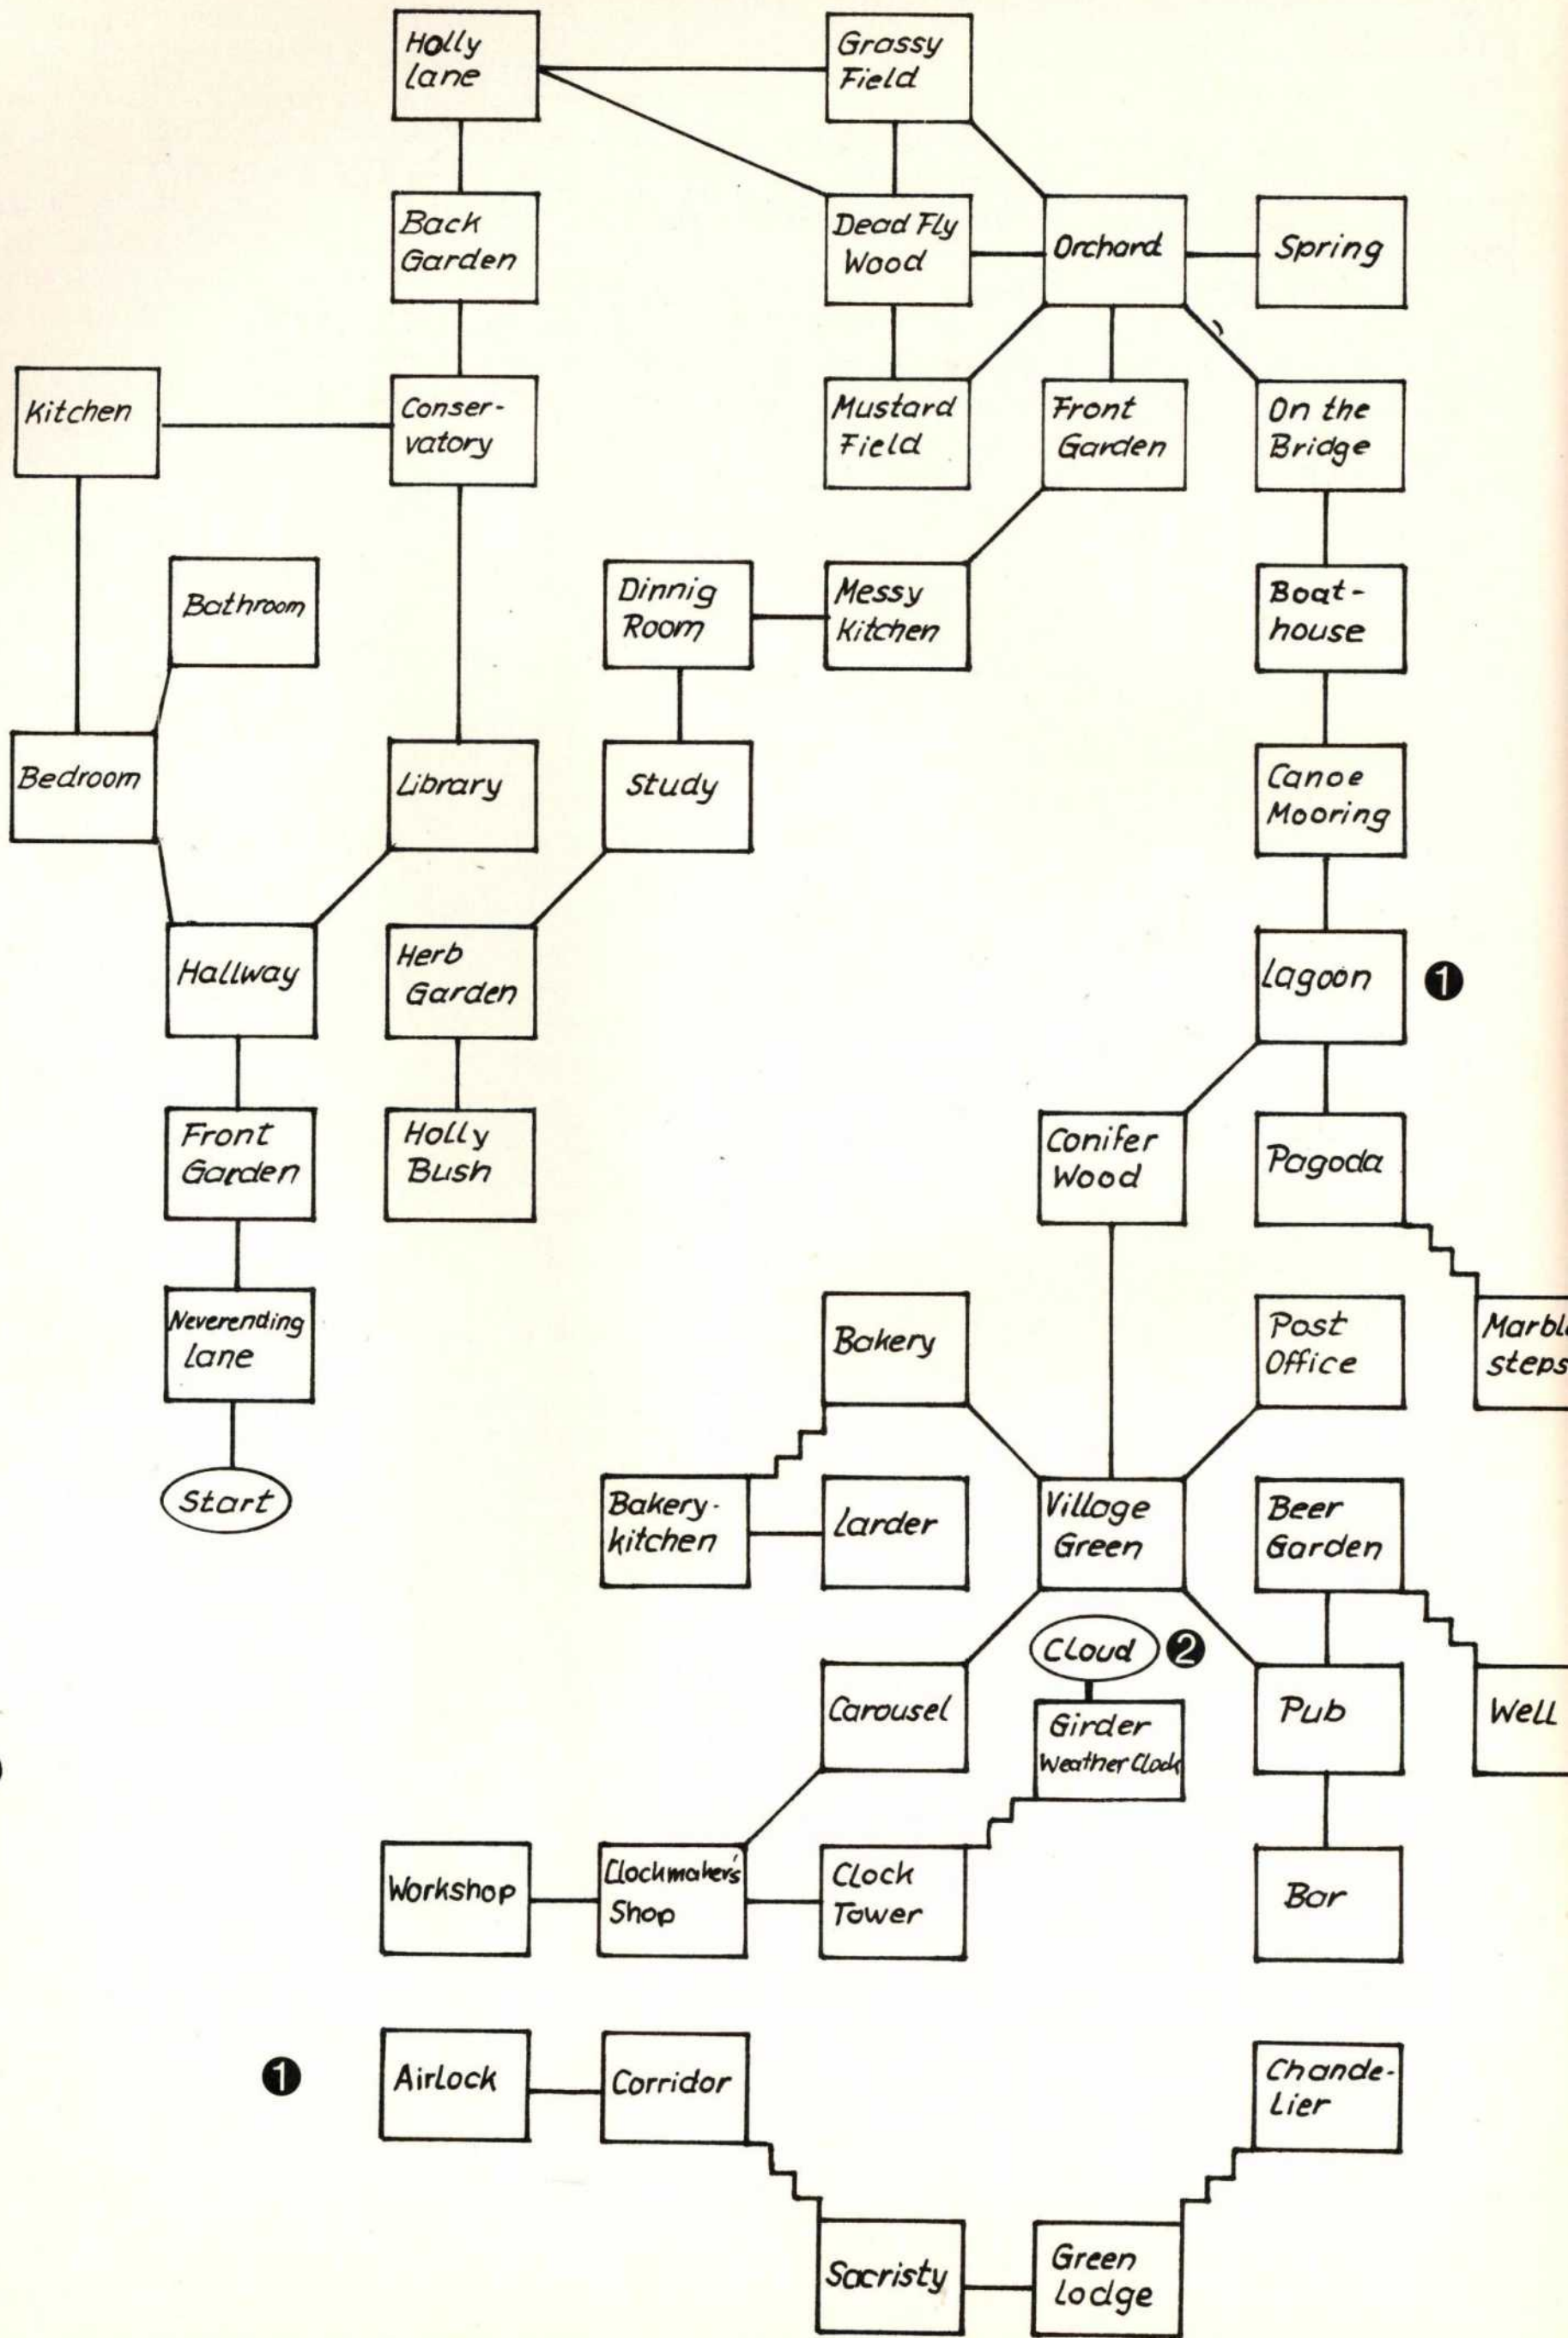 Holly
lane
Grassy
Field
Back
Garden
Dead Fly
Wood
Orchard
Spring
Kitchen
Conser-
vatory
Mustard
Field
Front
Garden
On the
Bridge
Bathroom
Dinnig
Room
Messy
Kitchen
Boat-
house
Bedroom
Library
Study
Canoe
Mooring
Hallway
Herb
Garden
Lagoon
1
Front
Garden
Holly
Bush
Conifer
Wood
Pagoda
Neverending
lane
Bakery
Post
Office
Marbl
steps
Start
Bakery-
kitchen
Larder
Village
Green
Beer
Garden
Cloud
2
Carousel
Girder
Weather Clock
Pub
Well
Workshop
Clockmaker's
Shop
Clock
Tower
Bar
1
Airlock
Corridor
Chande-
lier
Sacristy
Green
lodge